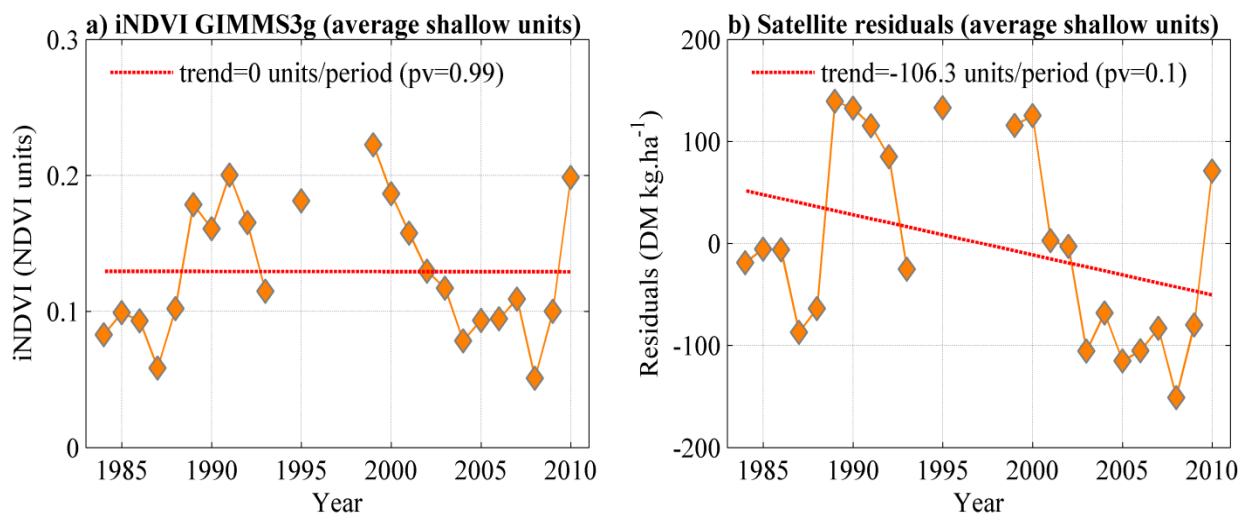 a) iNDVI GIMMS3g (average shallow units)
trend=0 units/period (pv=0.99)
iNDVI (NDVI units)
0.3
0.2
0.1
0
1985 1990 1995 2000 2005 2010
Year
b) Satellite residuals (average shallow units)
trend=-106.3 units/period (pv=0.1)
Residuals (DM kg.ha⁻¹)
200
100
0
-100
-200
1985 1990 1995 2000 2005 2010
Year